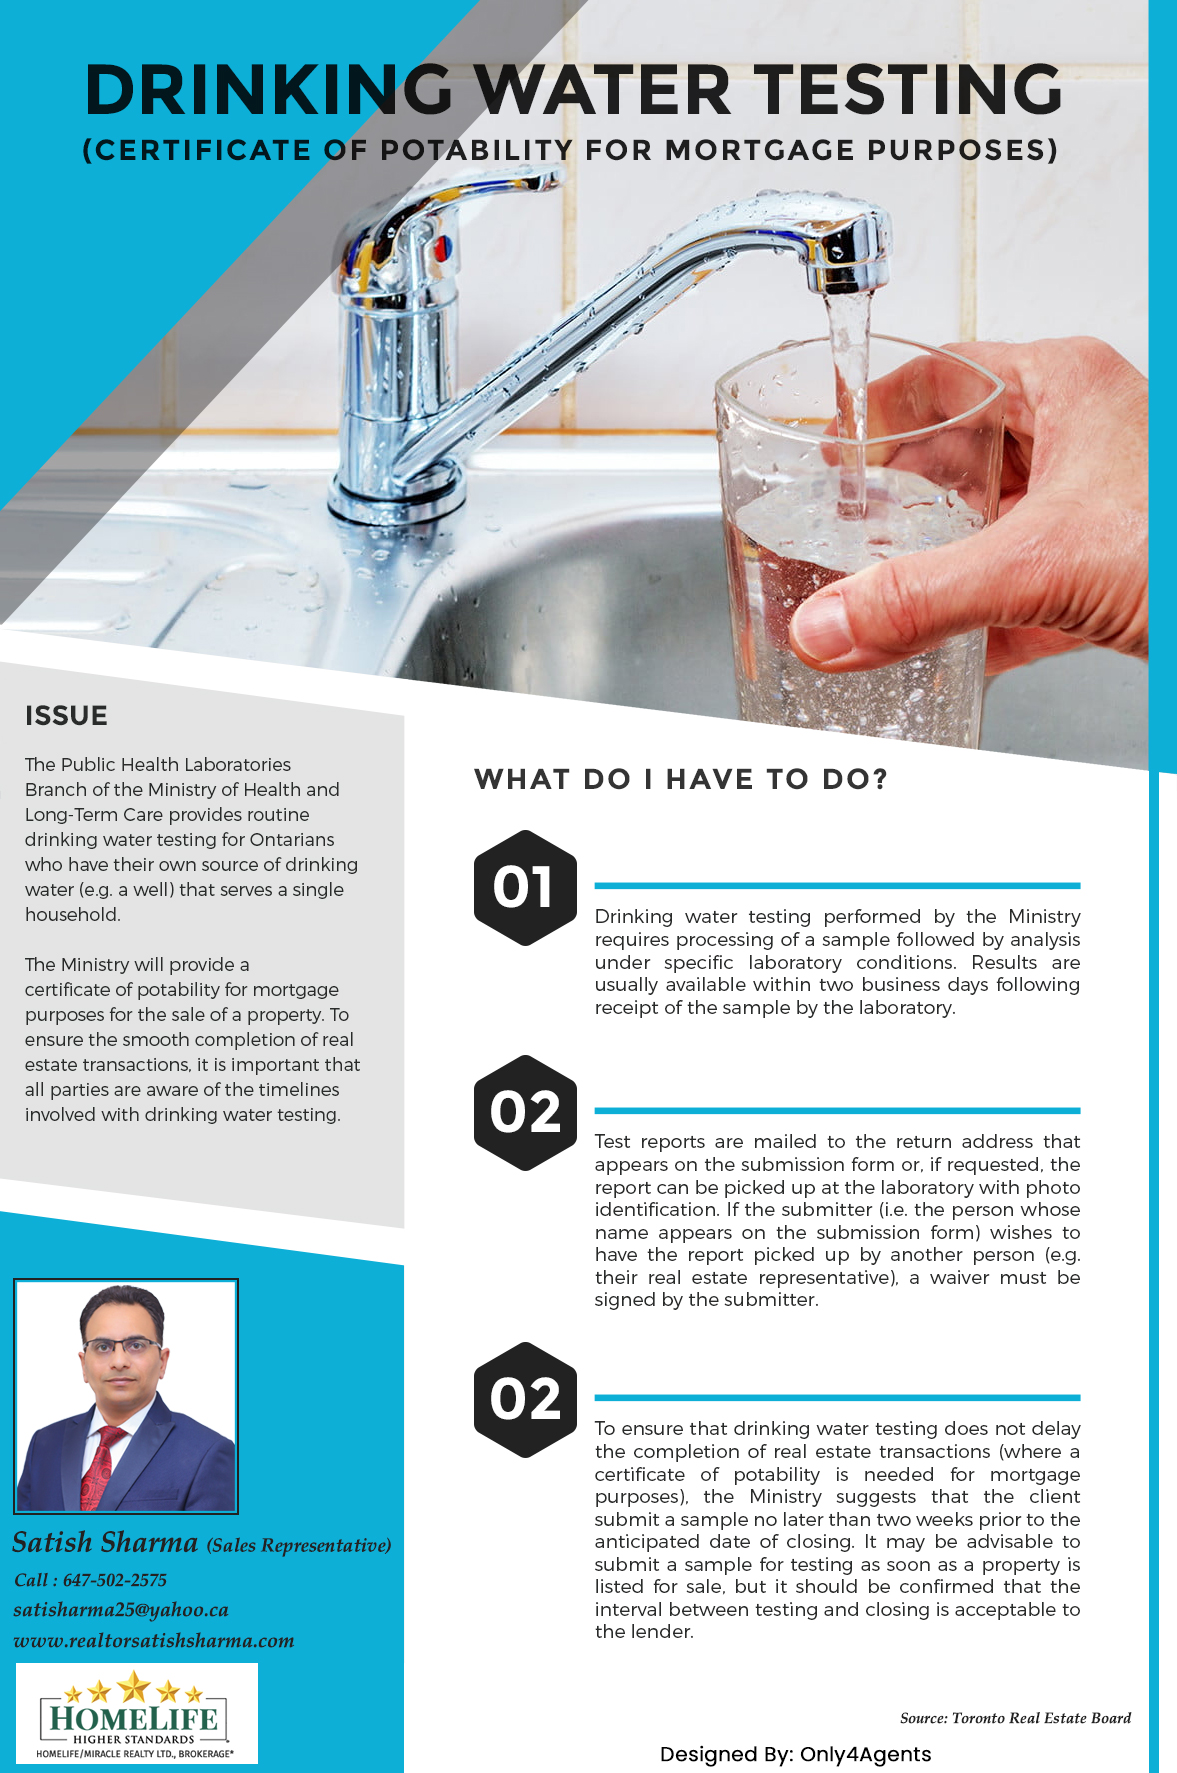 DRINKING WATER TESTING
(CERTIFICATE OF POTABILITY FOR MORTGAGE PURPOSES)
ISSUE
The Public Health Laboratories
Branch of the Ministry of Health and
Long-Term Care provides routine
drinking water testing for Ontarians
who have their own source of drinking
water (e.g. a well) that serves a single
household.
The Ministry will provide a
certificate of potability for mortgage
purposes for the sale of a property. To
ensure the smooth completion of real
estate transactions, it is important that
all parties are aware of the timelines
involved with drinking water testing.
WHAT DO I HAVE TO DO?
01
Drinking water testing performed by the Ministry
requires processing of a sample followed by analysis
under specific laboratory conditions. Results are
usually available within two business days following
receipt of the sample by the laboratory.
02
Test reports are mailed to the return address that
appears on the submission form or, if requested, the
report can be picked up at the laboratory with photo
identification. If the submitter (i.e. the person whose
name appears on the submission form) wishes to
have the report picked up by another person (e.g.
their real estate representative), a waiver must be
signed by the submitter.
02
To ensure that drinking water testing does not delay
the completion of real estate transactions (where a
certificate of potability is needed for mortgage
purposes), the Ministry suggests that the client
submit a sample no later than two weeks prior to the
anticipated date of closing. It may be advisable to
submit a sample for testing as soon as a property is
listed for sale, but it should be confirmed that the
interval between testing and closing is acceptable to
the lender.
Satish Sharma (Sales Representative)
Call : 647-502-2575
satisharma25@yahoo.ca
www.realtorsatishsharma.com
HOMELIFE
HIGHER STANDARDS
HOMELIFE/MIRACLE REALTY LTD., BROKERAGE*
Source: Toronto Real Estate Board
Designed By: Only4Agents